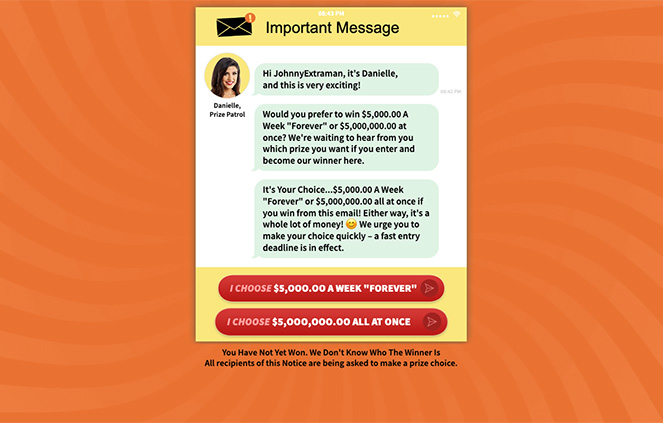 06:43 PM
1
Important Message
Hi JohnnyExtraman, it's Danielle,
and this is very exciting!
06:43 PM
Danielle,
Prize Patrol
Would you prefer to win $5,000.00 A
Week "Forever" or $5,000,000.00 at
once? We're waiting to hear from you
which prize you want if you enter and
become our winner here.
It's Your Choice...$5,000.00 A Week
"Forever" or $5,000,000.00 all at once if
you win from this email! Either way, it's a
whole lot of money! 😊 We urge you to
make your choice quickly – a fast entry
deadline is in effect.
I CHOOSE $5,000.00 A WEEK "FOREVER"
I CHOOSE $5,000,000.00 ALL AT ONCE
You Have Not Yet Won. We Don't Know Who The Winner Is
All recipients of this Notice are being asked to make a prize choice.